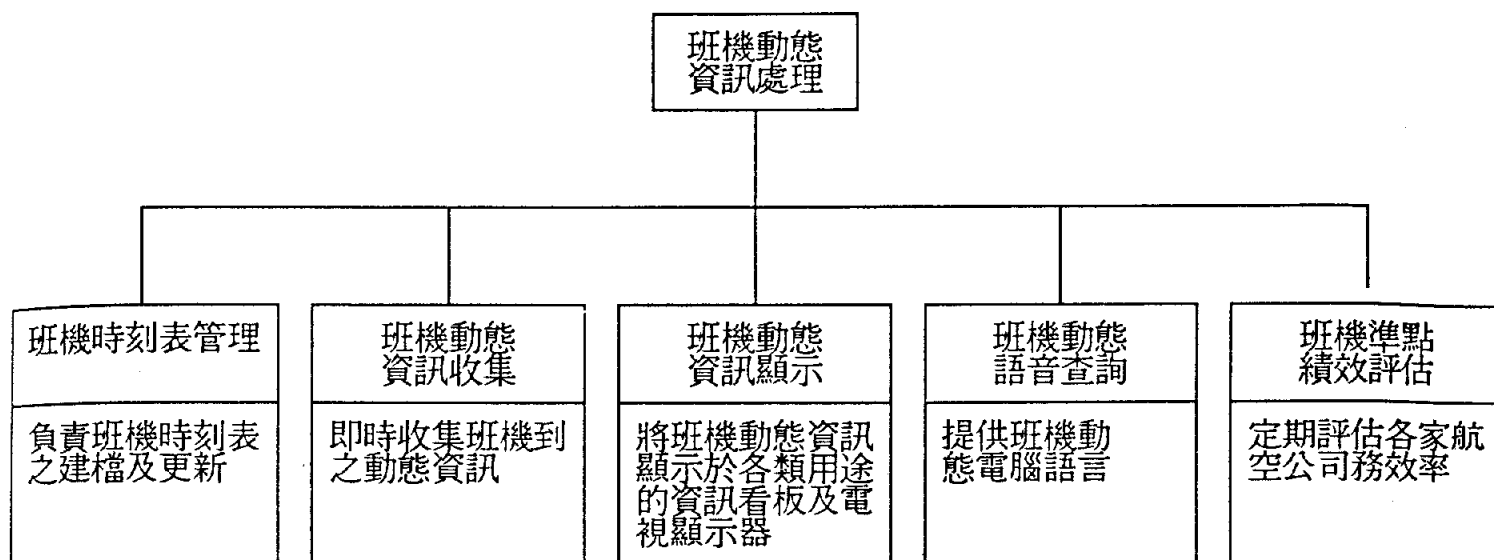 班機動態
資訊處理
班機時刻表管理
負責班機時刻表
之建檔及更新
班機動態
資訊收集
即時收集班機到
之動態資訊
班機動態
資訊顯示
將班機動態資訊
顯示於各類用途
的資訊看板及電
視顯示器
班機動態
語音查詢
提供班機動
態電腦語言
班機準點
績效評估
定期評估各家航
空公司務效率